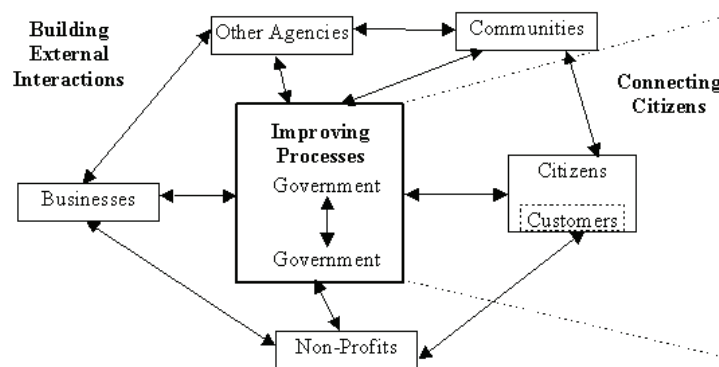 Building
External
Interactions
Other Agencies
Communities
Connecting
Citizens
Improving
Processes
Government
Government
Businesses
Citizens
Customers
Non-Profits